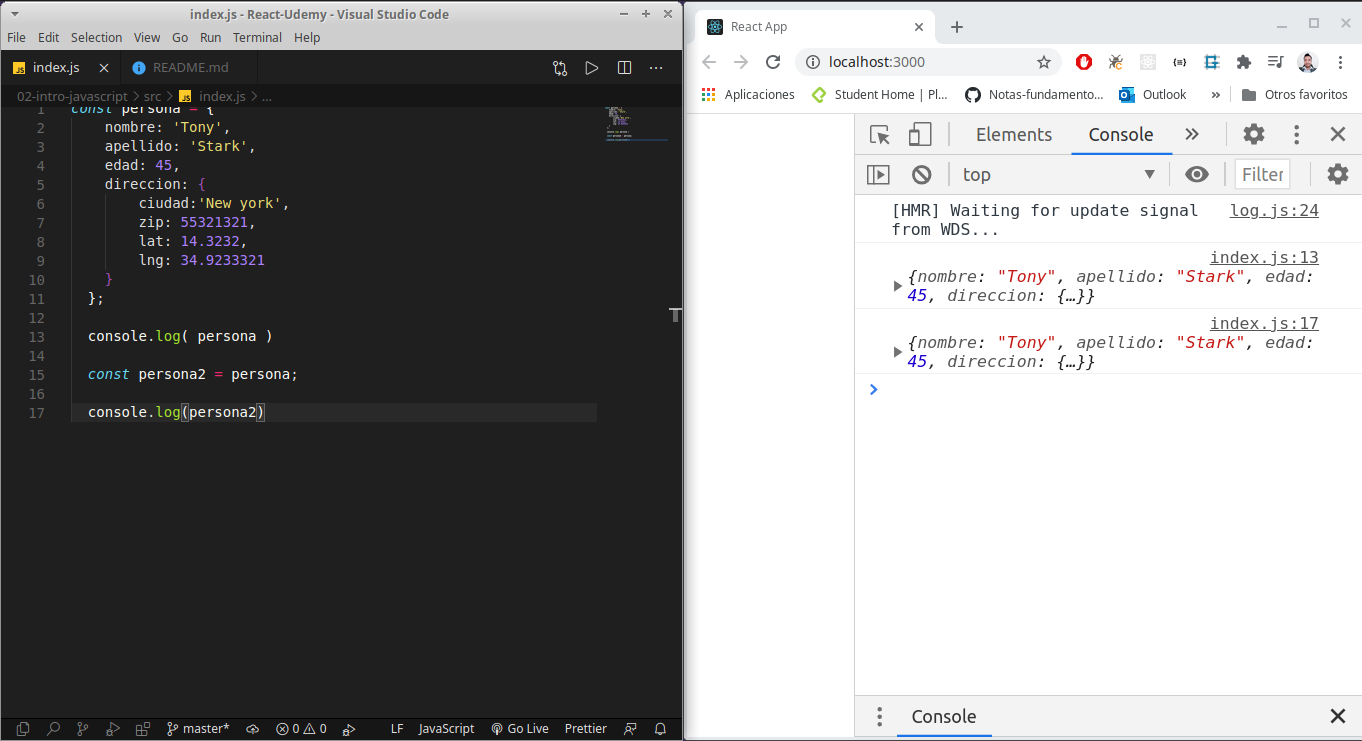 index.js - React-Udemy - Visual Studio Code
File Edit Selection View Go Run Terminal Help
index.js README.md
02-intro-javascript > src > index.js > ...
1 const persona = {
2 nombre: 'Tony',
3 apellido: 'Stark',
4 edad: 45,
5 direccion: {
6 ciudad:'New york',
7 zip: 55321321,
8 lat: 14.3232,
9 lng: 34.9233321
10 }
11 };
12
13 console.log( persona )
14
15 const persona2 = persona;
16
17 console.log(persona2)
master* 0 0 LF JavaScript Go Live Prettier
React App
localhost:3000
Aplicaciones Student Home | Pl... Notas-fundamento... Outlook » Otros favoritos
Elements Console
top Filter
[HMR] Waiting for update signal log.js:24
from WDS...
index.js:13
{nombre: "Tony", apellido: "Stark", edad:
45, direccion: {…}}
index.js:17
{nombre: "Tony", apellido: "Stark", edad:
45, direccion: {…}}
Console